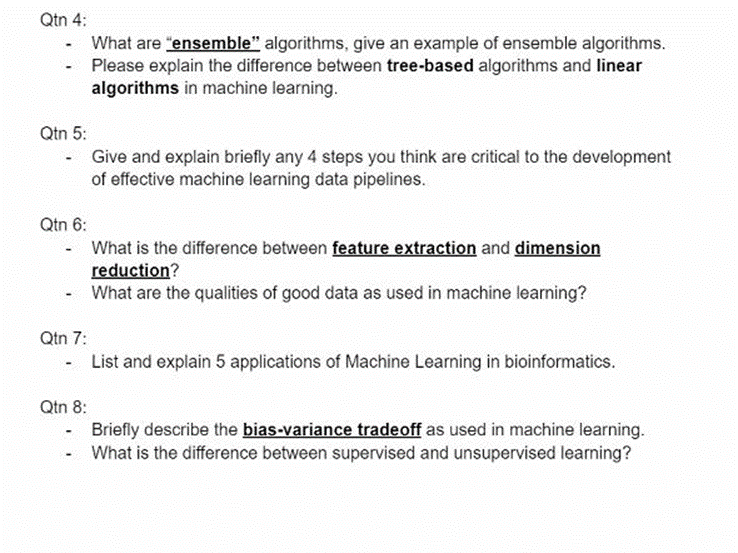 Qtn 4:
- What are “ensemble” algorithms, give an example of ensemble algorithms.
- Please explain the difference between tree-based algorithms and linear
algorithms in machine learning.
Qtn 5:
- Give and explain briefly any 4 steps you think are critical to the development
of effective machine learning data pipelines.
Qtn 6:
- What is the difference between feature extraction and dimension
reduction?
- What are the qualities of good data as used in machine learning?
Qtn 7:
- List and explain 5 applications of Machine Learning in bioinformatics.
Qtn 8:
- Briefly describe the bias-variance tradeoff as used in machine learning.
- What is the difference between supervised and unsupervised learning?